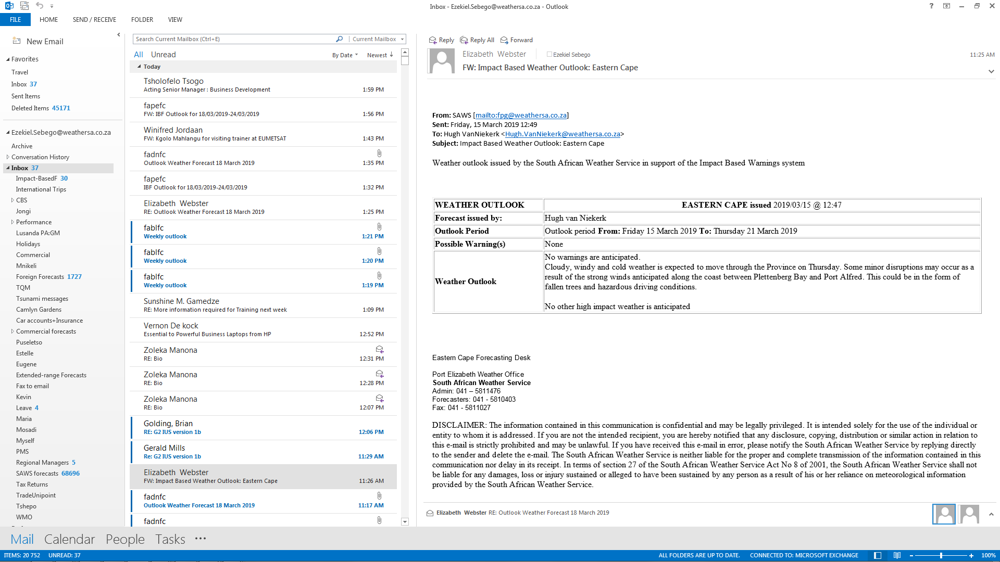 Inbox - Ezekiel.Sebego@weathersa.co.za - Outlook
FILE HOME SEND / RECEIVE FOLDER VIEW
New Email
Favorites
Travel
Inbox 37
Sent Items
Deleted Items 45171
Ezekiel.Sebego@weathersa.co.za
Archive
Conversation History
Inbox 37
Impact-BasedF 30
International Trips
CBS
Jongi
Performance
Lusanda PA:GM
Holidays
Commercial
Mnikeli
Foreign Forecasts 1727
TQM
Tsunami messages
Camlyn Gardens
Car accounts+Insurance
Commercial forecasts
Puseletso
Estelle
Eugene
Extended-range Forecasts
Fax to email
Kevin
Leave 4
Maria
Mosadi
Myself
PMS
Regional Managers 5
SAWS forecasts 68696
Tax Returns
TradeUnipoint
Tshepo
WMO
Search Current Mailbox (Ctrl+E) Current Mailbox
All Unread By Date Newest
Today
Tsholofelo Tsogo
Acting Senior Manager : Business Development 1:59 PM
fapefc
FW: IBF Outlook for 18/03/2019-24/03/2019 1:56 PM
Winifred Jordaan
FW: Kgolo Mahlangu for visiting trainer at EUMETSAT 1:43 PM
fadnfc
Outlook Weather Forecast 18 March 2019 1:35 PM
fapefc
IBF Outlook for 18/03/2019-24/03/2019 1:32 PM
Elizabeth Webster
RE: Outlook Weather Forecast 18 March 2019 1:25 PM
fablfc
Weekly outlook 1:21 PM
fablfc
Weekly outlook 1:20 PM
fablfc
Weekly outlook 1:19 PM
Sunshine M. Gamedze
RE: More information required for Training next week 1:09 PM
Vernon De kock
Essential to Powerful Business Laptops from HP 12:52 PM
Zoleka Manona
RE: Bio 12:31 PM
Zoleka Manona
RE: Bio 12:28 PM
Zoleka Manona
RE: Bio 12:07 PM
Golding, Brian
RE: G2 IUS version 1b 12:06 PM
Gerald Mills
Re: G2 IUS version 1b 11:29 AM
Elizabeth Webster
FW: Impact Based Weather Outlook: Eastern Cape 11:26 AM
fadnfc
Outlook Weather Forecast 18 March 2019 11:17 AM
fadnfc
Reply Reply All Forward
Elizabeth Webster Ezekiel Sebego 11:25 AM
FW: Impact Based Weather Outlook: Eastern Cape
From: SAWS [mailto:fpg@weathersa.co.za]
Sent: Friday, 15 March 2019 12:49
To: Hugh VanNiekerk <Hugh.VanNiekerk@weathersa.co.za>
Subject: Impact Based Weather Outlook: Eastern Cape
Weather outlook issued by the South African Weather Service in support of the Impact Based Warnings system
WEATHER OUTLOOK EASTERN CAPE issued 2019/03/15 @ 12:47
Forecast issued by: Hugh van Niekerk
Outlook Period Outlook period From: Friday 15 March 2019 To: Thursday 21 March 2019
Possible Warning(s) None
Weather Outlook
No warnings are anticipated.
Cloudy, windy and cold weather is expected to move through the Province on Thursday. Some minor disruptions may occur as a
result of the strong winds anticipated along the coast between Plettenberg Bay and Port Alfred. This could be in the form of
fallen trees and hazardous driving conditions.
No other high impact weather is anticipated
Eastern Cape Forecasting Desk
Port Elizabeth Weather Office
South African Weather Service
Admin: 041 – 5811476
Forecasters: 041 - 5810403
Fax: 041 - 5811027
DISCLAIMER: The information contained in this communication is confidential and may be legally privileged. It is intended solely for the use of the individual or
entity to whom it is addressed. If you are not the intended recipient, you are hereby notified that any disclosure, copying, distribution or similar action in relation to
this e-mail is strictly prohibited and may be unlawful. If you have received this e-mail in error, please notify the South African Weather Service by replying directly
to the sender and delete the e-mail. The South African Weather Service is neither liable for the proper and complete transmission of the information contained in this
communication nor delay in its receipt. In terms of section 27 of the South African Weather Service Act No 8 of 2001, the South African Weather Service shall not
be liable for any damages, loss or injury sustained or alleged to have been sustained by any person as a result of his or her reliance on meteorological information
provided by the South African Weather Service.
Elizabeth Webster RE: Outlook Weather Forecast 18 March 2019
Mail Calendar People Tasks ···
ITEMS: 20 752 UNREAD: 37 ALL FOLDERS ARE UP TO DATE. CONNECTED TO: MICROSOFT EXCHANGE 100%